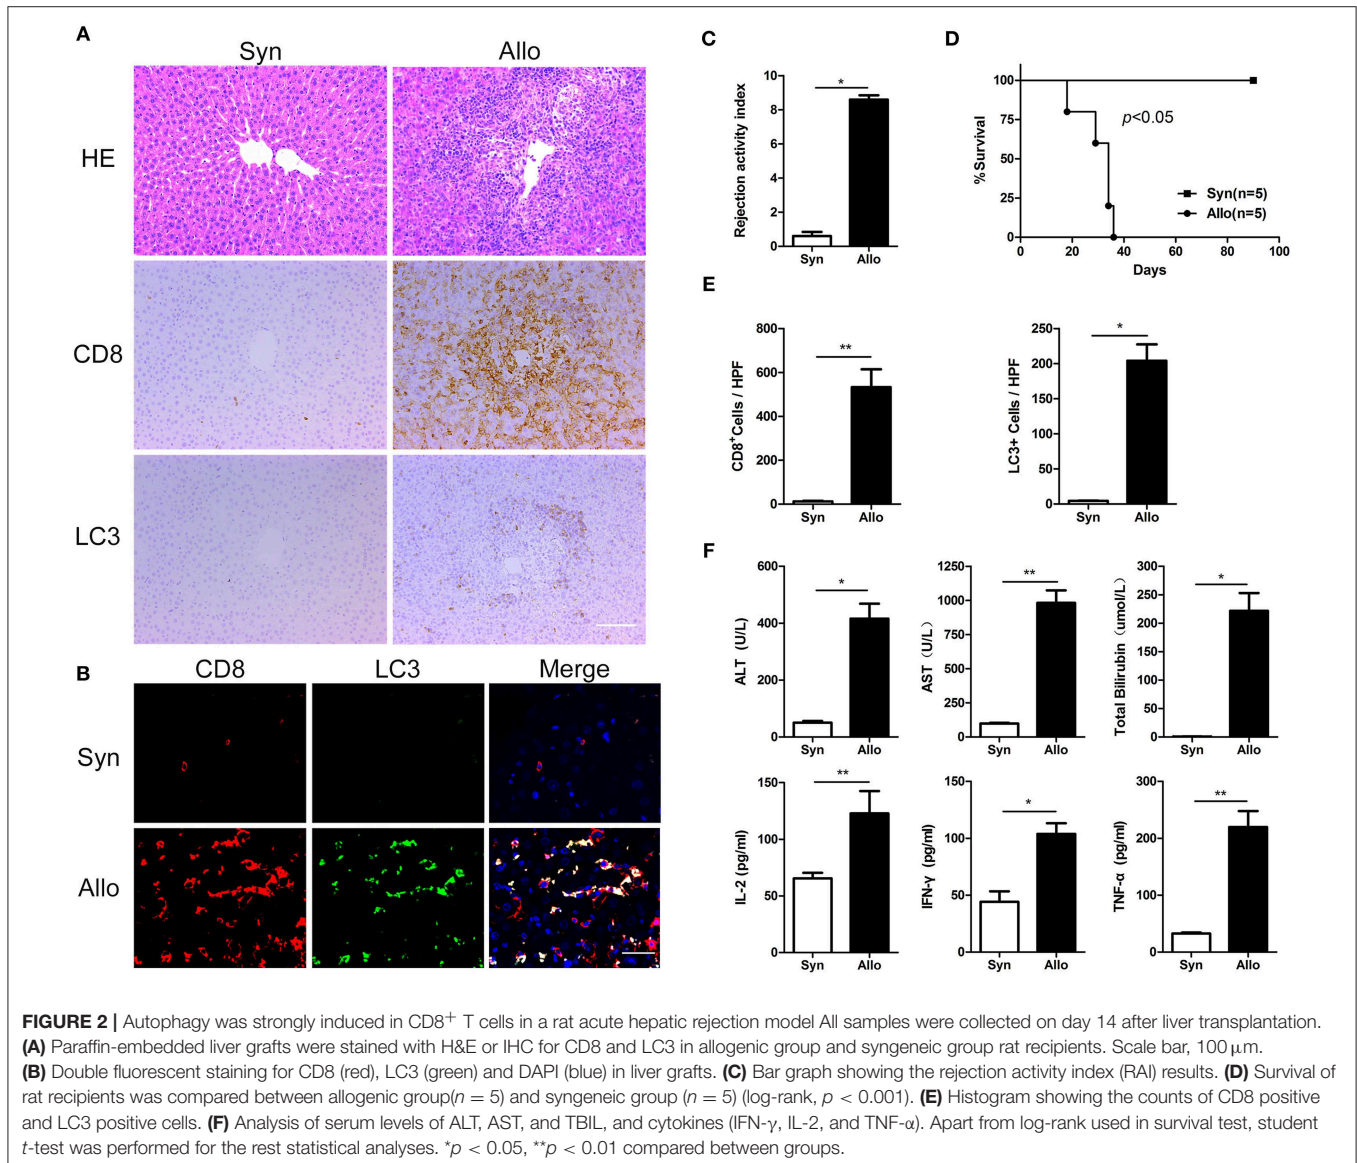 A
Syn
Allo
HE
CD8
LC3
B
CD8
LC3
Merge
Syn
Allo
C
Rejection activity index
10
8
6
4
2
0
*
Syn
Allo
D
%Survival
100
75
50
25
0
p<0.05
Syn(n=5)
Allo(n=5)
0
20
40
60
80
100
Days
E
CD8+Cells / HPF
800
600
400
200
0
**
Syn
Allo
LC3+ Cells / HPF
250
200
150
100
50
0
*
Syn
Allo
F
ALT (U/L)
600
400
200
0
*
Syn
Allo
AST (U/L)
1250
1000
750
500
250
0
**
Syn
Allo
Total Bilirubin (umol/L)
300
250
200
150
100
50
0
*
Syn
Allo
IL-2 (pg/ml)
150
100
50
0
**
Syn
Allo
IFN-γ (pg/ml)
150
100
50
0
*
Syn
Allo
TNF-α (pg/ml)
300
200
100
0
**
Syn
Allo
FIGURE 2 | Autophagy was strongly induced in CD8+ T cells in a rat acute hepatic rejection model All samples were collected on day 14 after liver transplantation.
(A) Paraffin-embedded liver grafts were stained with H&E or IHC for CD8 and LC3 in allogenic group and syngeneic group rat recipients. Scale bar, 100 μm.
(B) Double fluorescent staining for CD8 (red), LC3 (green) and DAPI (blue) in liver grafts. (C) Bar graph showing the rejection activity index (RAI) results. (D) Survival of
rat recipients was compared between allogenic group(n = 5) and syngeneic group (n = 5) (log-rank, p < 0.001). (E) Histogram showing the counts of CD8 positive
and LC3 positive cells. (F) Analysis of serum levels of ALT, AST, and TBIL, and cytokines (IFN-γ, IL-2, and TNF-α). Apart from log-rank used in survival test, student
t-test was performed for the rest statistical analyses. *p < 0.05, **p < 0.01 compared between groups.